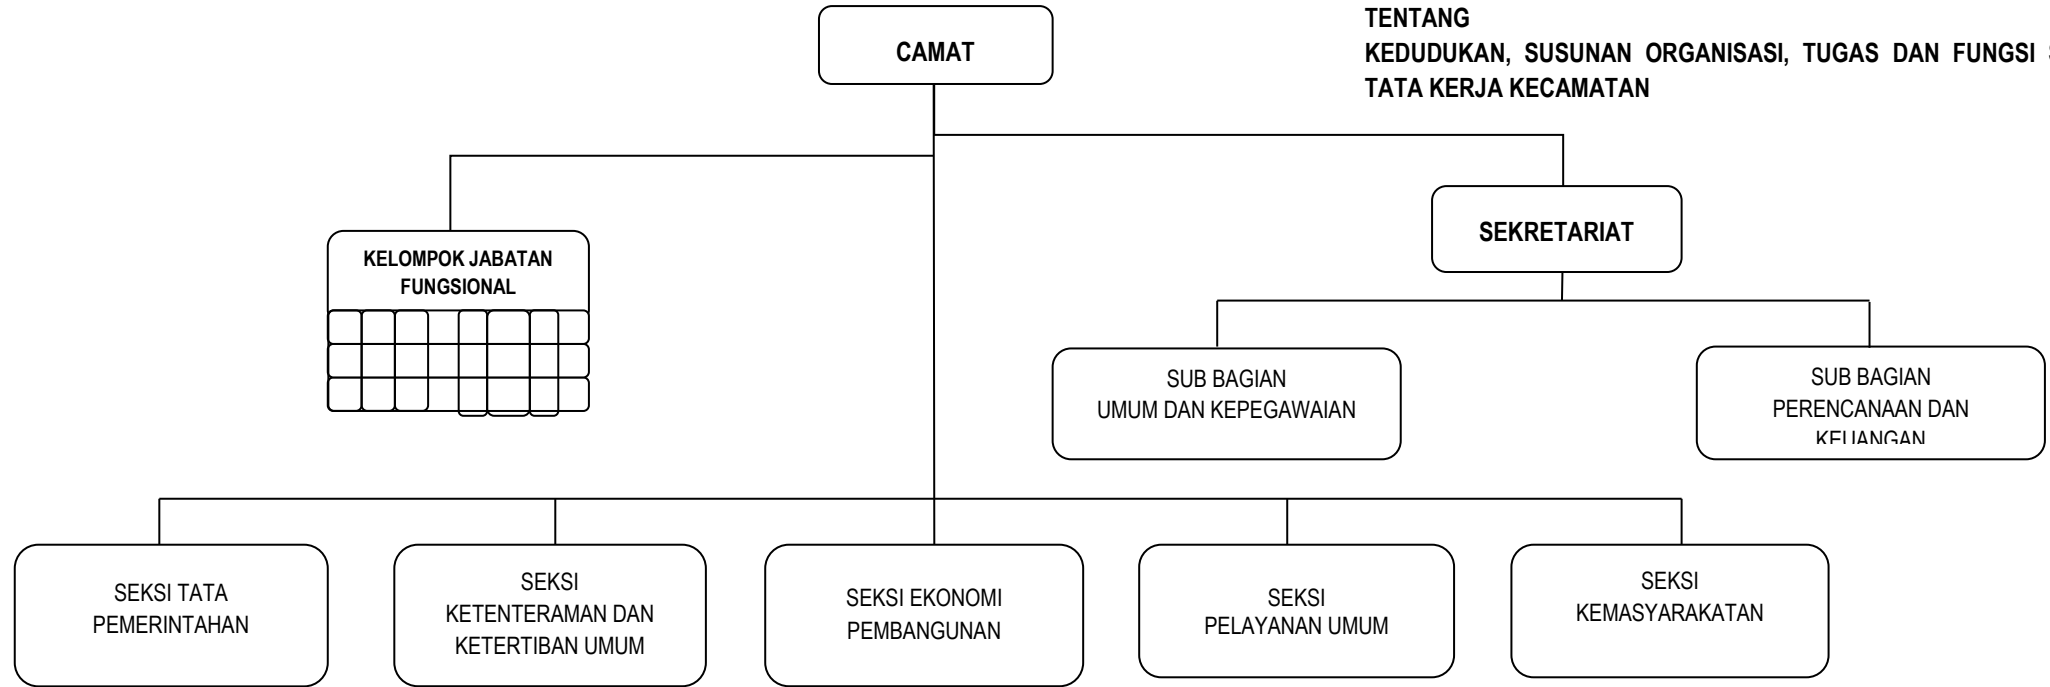 TENTANG
KEDUDUKAN, SUSUNAN ORGANISASI, TUGAS DAN FUNGSI
TATA KERJA KECAMATAN
CAMAT
SEKRETARIAT
KELOMPOK JABATAN
FUNGSIONAL
SUB BAGIAN
UMUM DAN KEPEGAWAIAN
SUB BAGIAN
PERENCANAAN DAN
KEUANGAN
SEKSI TATA
PEMERINTAHAN
SEKSI
KETENTERAMAN DAN
KETERTIBAN UMUM
SEKSI EKONOMI
PEMBANGUNAN
SEKSI
PELAYANAN UMUM
SEKSI
KEMASYARAKATAN